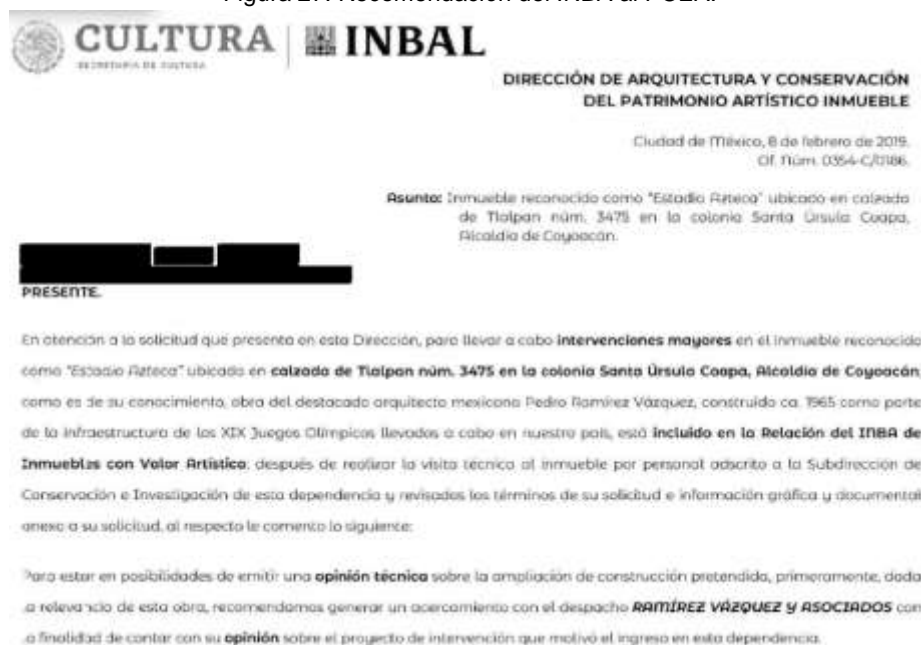 CULTURA
SECRETARÍA DE CULTURA
INBAL
DIRECCIÓN DE ARQUITECTURA Y CONSERVACIÓN
DEL PATRIMONIO ARTÍSTICO INMUEBLE
Ciudad de México, 8 de febrero de 2019.
Of. Núm. 0354-C/0186.
Asunto: Inmueble reconocido como "Estadio Azteca" ubicado en calzada
de Tlalpan núm. 3475 en la colonia Santa Úrsula Coapa,
Alcaldía de Coyoacán.
PRESENTE.
En atención a la solicitud que presenta en esta Dirección, para llevar a cabo intervenciones mayores en el inmueble reconocido
como "Estadio Azteca" ubicado en calzada de Tlalpan núm. 3475 en la colonia Santa Úrsula Coapa, Alcaldía de Coyoacán
como es de su conocimiento, obra del destacado arquitecto mexicano Pedro Ramírez Vázquez, construido ca. 1965 como parte
de la infraestructura de los XIX Juegos Olímpicos llevados a cabo en nuestro país, está incluido en la Relación del INBA de
Inmuebles con Valor Artístico; después de realizar la visita técnica al inmueble por personal adscrito a la Subdirección de
Conservación e Investigación de esta dependencia y revisados los términos de su solicitud e información gráfica y documental
anexa a su solicitud, al respecto le comento lo siguiente:
Para estar en posibilidades de emitir una opinión técnica sobre la ampliación de construcción pretendida, primeramente, dada
la relevancia de esta obra, recomendamos generar un acercamiento con el despacho RAMÍREZ VÁZQUEZ Y ASOCIADOS con
la finalidad de contar con su opinión sobre el proyecto de intervención que motivó el ingreso en esta dependencia.